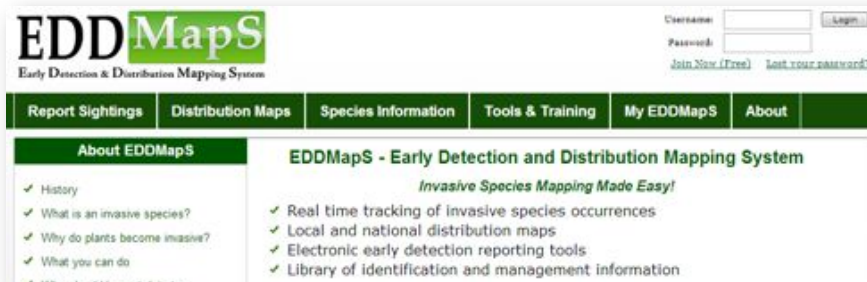 EDDMapS
Early Detection & Distribution Mapping System
Username:
Login
Password:
Join Now (Free) Lost your password?
Report Sightings Distribution Maps Species Information Tools & Training My EDDMapS About
About EDDMapS
History
What is an invasive species?
Why do plants become invasive?
What you can do
EDDMapS - Early Detection and Distribution Mapping System
Invasive Species Mapping Made Easy!
Real time tracking of invasive species occurrences
Local and national distribution maps
Electronic early detection reporting tools
Library of identification and management information